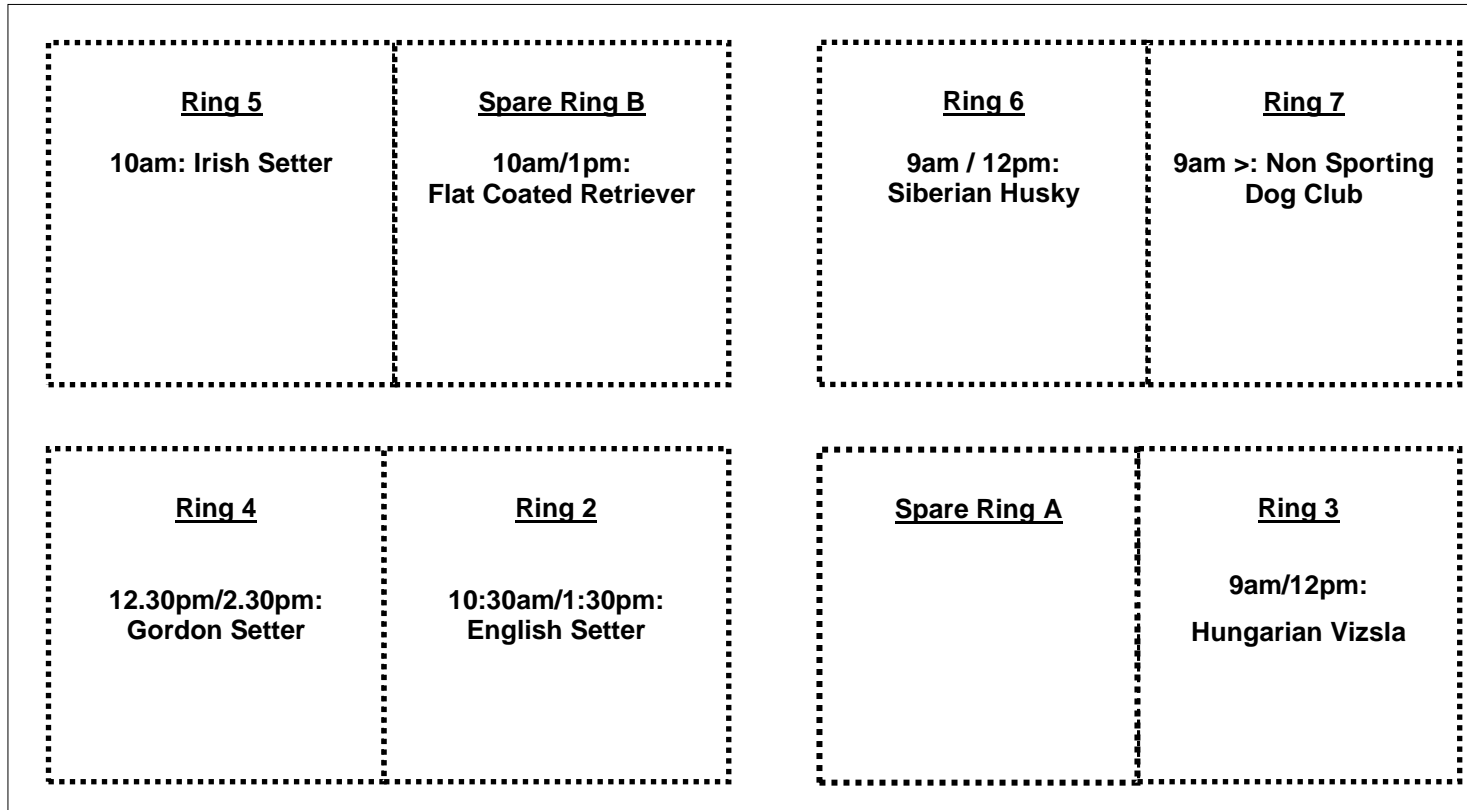 Ring 5
10am: Irish Setter
Spare Ring B
10am/1pm:
Flat Coated Retriever
Ring 6
9am / 12pm:
Siberian Husky
Ring 7
9am >: Non Sporting
Dog Club
Ring 4
12.30pm/2.30pm:
Gordon Setter
Ring 2
10:30am/1:30pm:
English Setter
Spare Ring A
Ring 3
9am/12pm:
Hungarian Vizsla